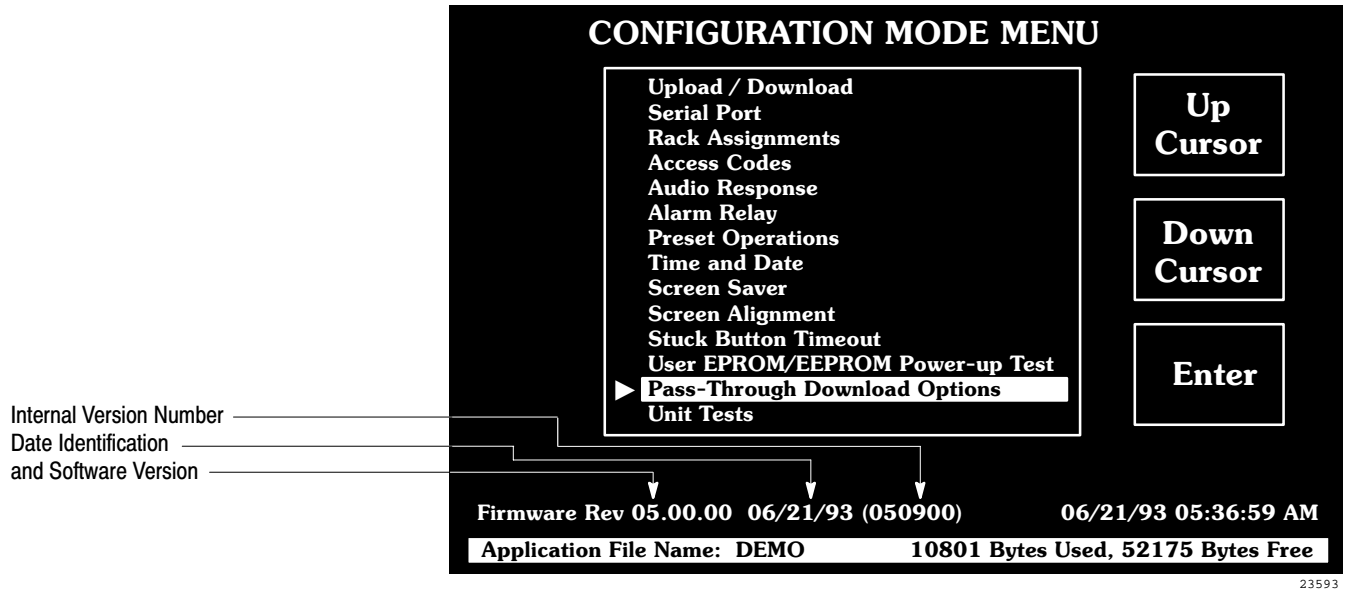 CONFIGURATION MODE MENU
Upload / Download
Serial Port
Rack Assignments
Access Codes
Audio Response
Alarm Relay
Preset Operations
Time and Date
Screen Saver
Screen Alignment
Stuck Button Timeout
User EPROM/EEPROM Power-up Test
Pass-Through Download Options
Unit Tests
Up
Cursor
Down
Cursor
Enter
Internal Version Number
Date Identification
and Software Version
Firmware Rev 05.00.00 06/21/93 (050900) 06/21/93 05:36:59 AM
Application File Name: DEMO 10801 Bytes Used, 52175 Bytes Free
23593